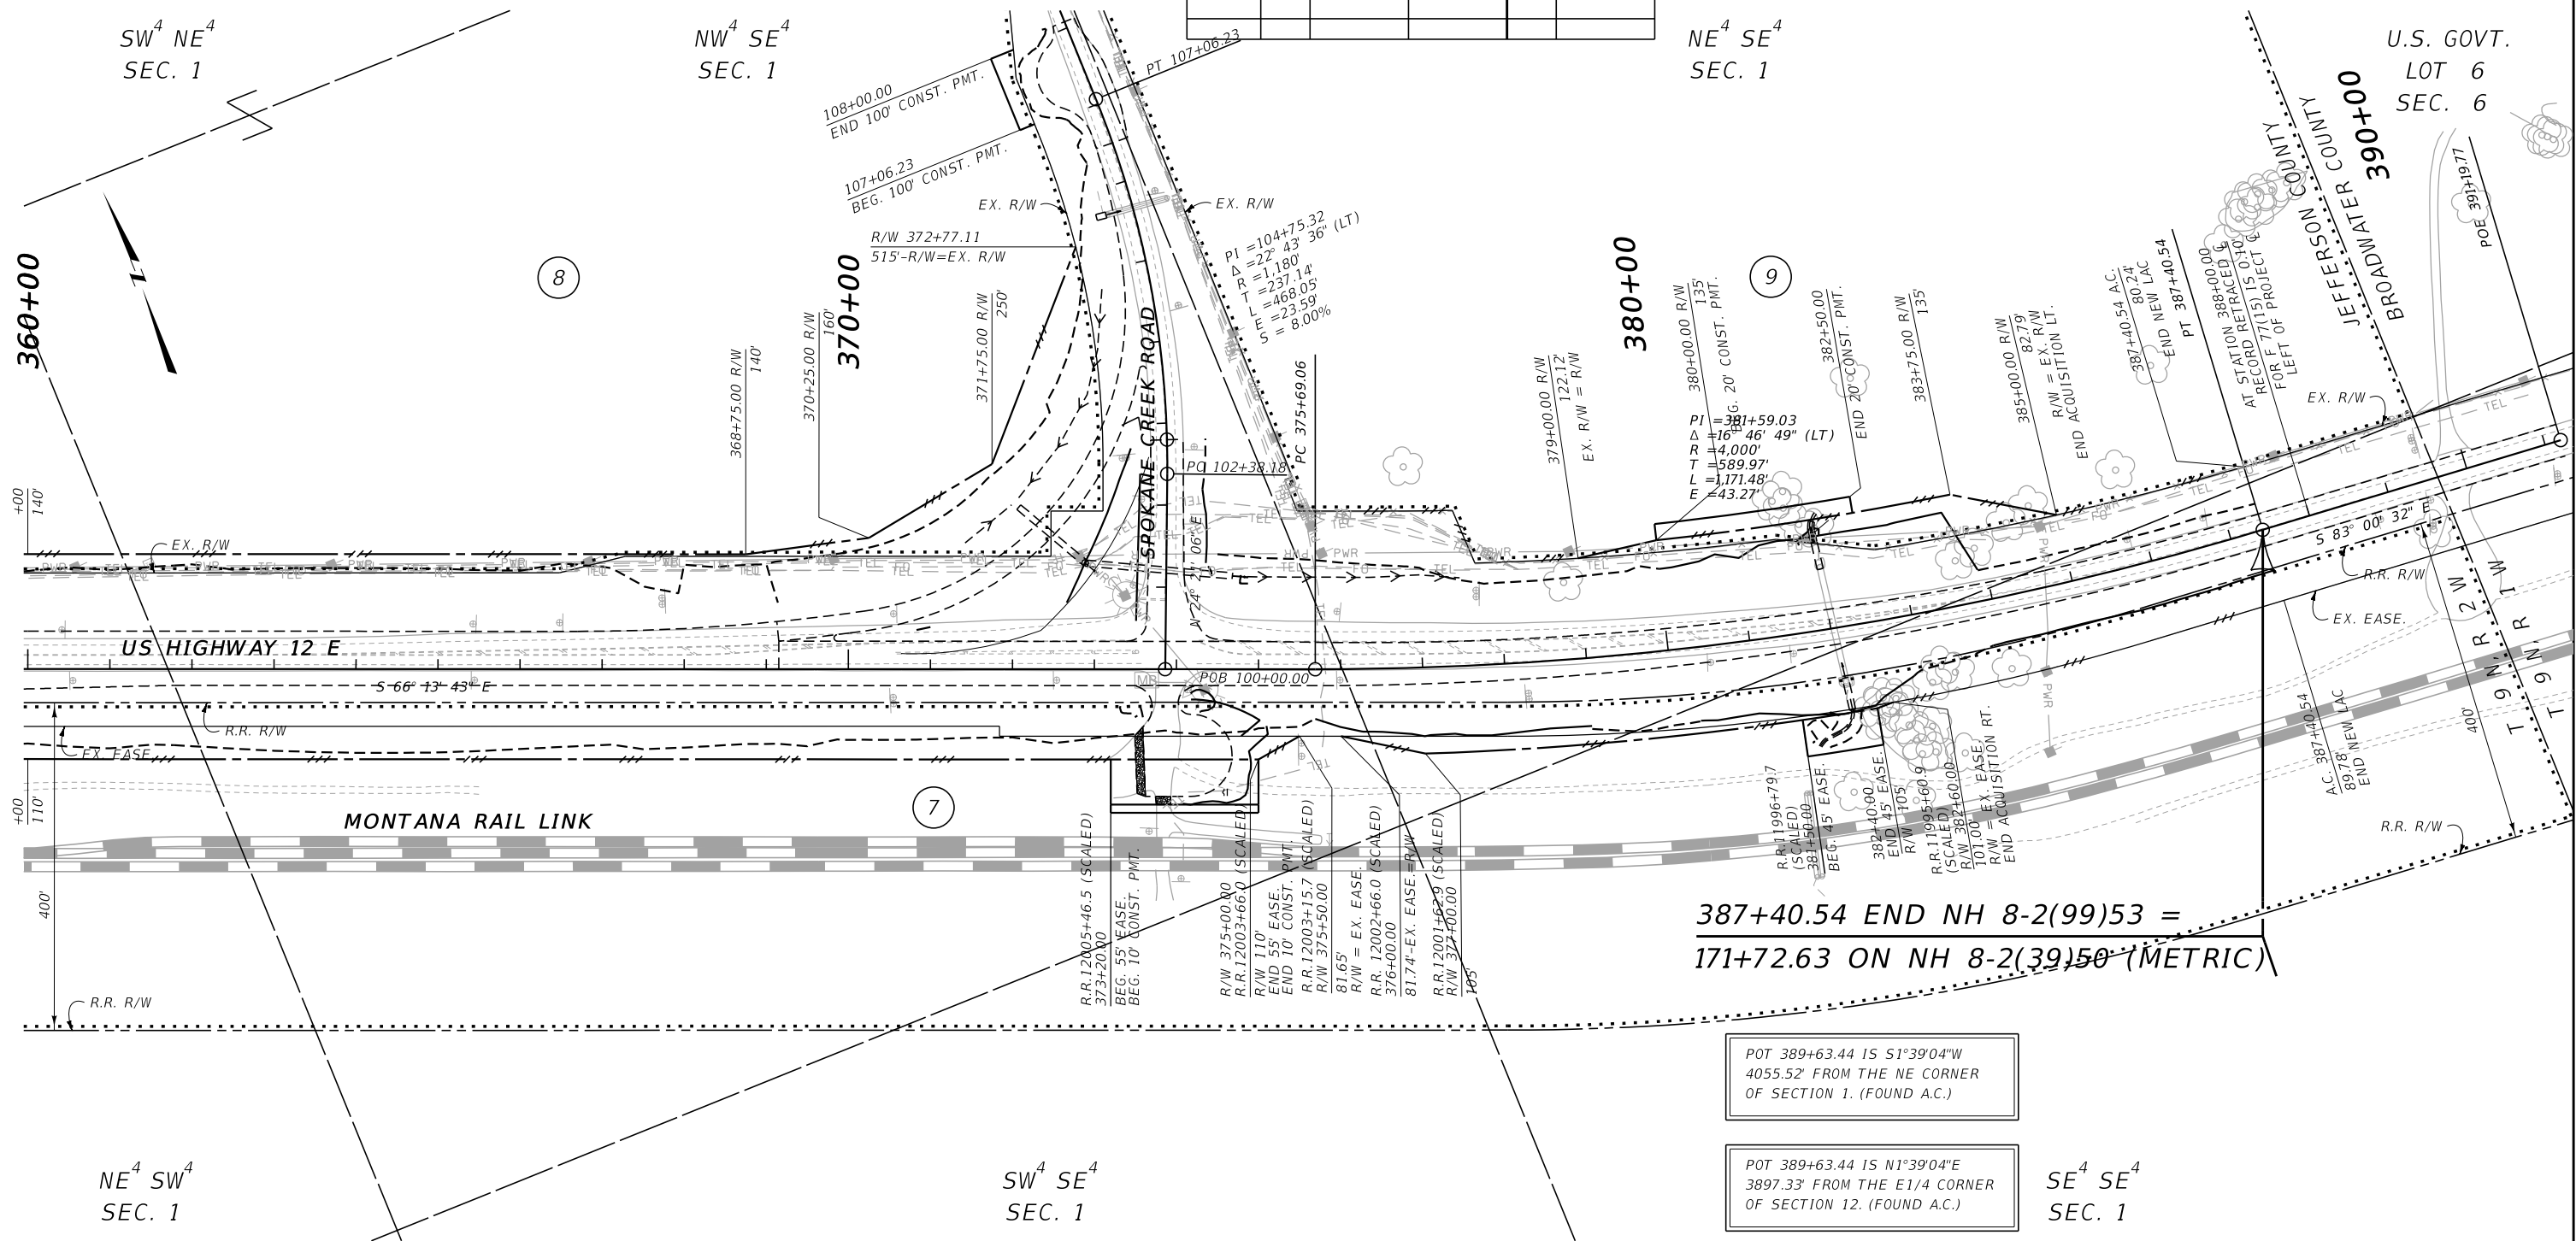 SW4 NE4
SEC. 1
NW4 SE4
SEC. 1
NE4 SE4
SEC. 1
U.S. GOVT.
LOT 6
SEC. 6
108+00.00
END 100' CONST. PMT.
107+06.23
BEG. 100' CONST. PMT.
PT 107+06.23
EX. R/W
EX. R/W
R/W 372+77.11
515'-R/W=EX. R/W
PI =104+75.32
Δ =22° 43' 36" (LT)
R =1,180'
T =237.14'
L =468.05'
E =23.59'
S = 8.00%
360+00
370+00
380+00
390+00
8
9
7
368+75.00 R/W
140'
370+25.00 R/W
160'
371+75.00 R/W
250'
SPOKANE CREEK ROAD
PC 102+38.18
PC 375+69.06
379+00.00 R/W
122.12'
EX. R/W = R/W
380+00.00 R/W
135'
BEG. 20' CONST. PMT.
PI =381+59.03
Δ =16° 46' 49" (LT)
R =4,000'
T =589.97'
L =1,171.48'
E =43.27'
382+50.00
END 20' CONST. PMT.
383+75.00 R/W
135'
385+00.00 R/W
82.79'
R/W = EX. R/W
END ACQUISITION LT.
387+40.54 A.C.
80.24'
END NEW LAC
PT 387+40.54
AT STATION 388+00.00
RECORD RETRACED ℄
FOR F 77(15) IS 0.10'
LEFT OF PROJECT ℄
JEFFERSON COUNTY
BROADWATER COUNTY
POE 391+19.77
EX. R/W
+00
140'
EX. R/W
US HIGHWAY 12 E
S 66° 13' 43" E
POB 100+00.00
S 83° 00' 32" E
R.R. R/W
EX. EASE.
T 9 N, R 2 W
T 9 N, R 1 W
400'
R.R. R/W
EX. EASE.
+00
110'
MONTANA RAIL LINK
400'
R.R. R/W
R.R.12005+46.5 (SCALED)
373+20.00
BEG. 55' EASE.
BEG. 10' CONST. PMT.
R/W 375+00.00
R.R.12003+66.0 (SCALED)
R/W 110'
END 55' EASE.
END 10' CONST. PMT.
R.R.12003+15.7 (SCALED)
R/W 375+50.00
81.65'
R/W = EX. EASE.
R.R. 12002+66.0 (SCALED)
376+00.00
81.74'-EX. EASE.=R/W
R.R.12001+62.9 (SCALED)
R/W 377+00.00
105'
R.R.11996+79.7
(SCALED)
381+50.00
BEG. 45' EASE.
382+40.00
END 45' EASE.
R/W 105'
R.R.11995+60.9
(SCALED)
R/W 382+60.00
101.00'
R/W = EX. EASE.
END ACQUISITION RT.
A.C. 387+40.54
89.78'
END NEW LAC
R.R. R/W
387+40.54 END NH 8-2(99)53 =
171+72.63 ON NH 8-2(39)50 (METRIC)
POT 389+63.44 IS S1°39'04"W
4055.52' FROM THE NE CORNER
OF SECTION 1. (FOUND A.C.)
POT 389+63.44 IS N1°39'04"E
3897.33' FROM THE E1/4 CORNER
OF SECTION 12. (FOUND A.C.)
NE4 SW4
SEC. 1
SW4 SE4
SEC. 1
SE4 SE4
SEC. 1